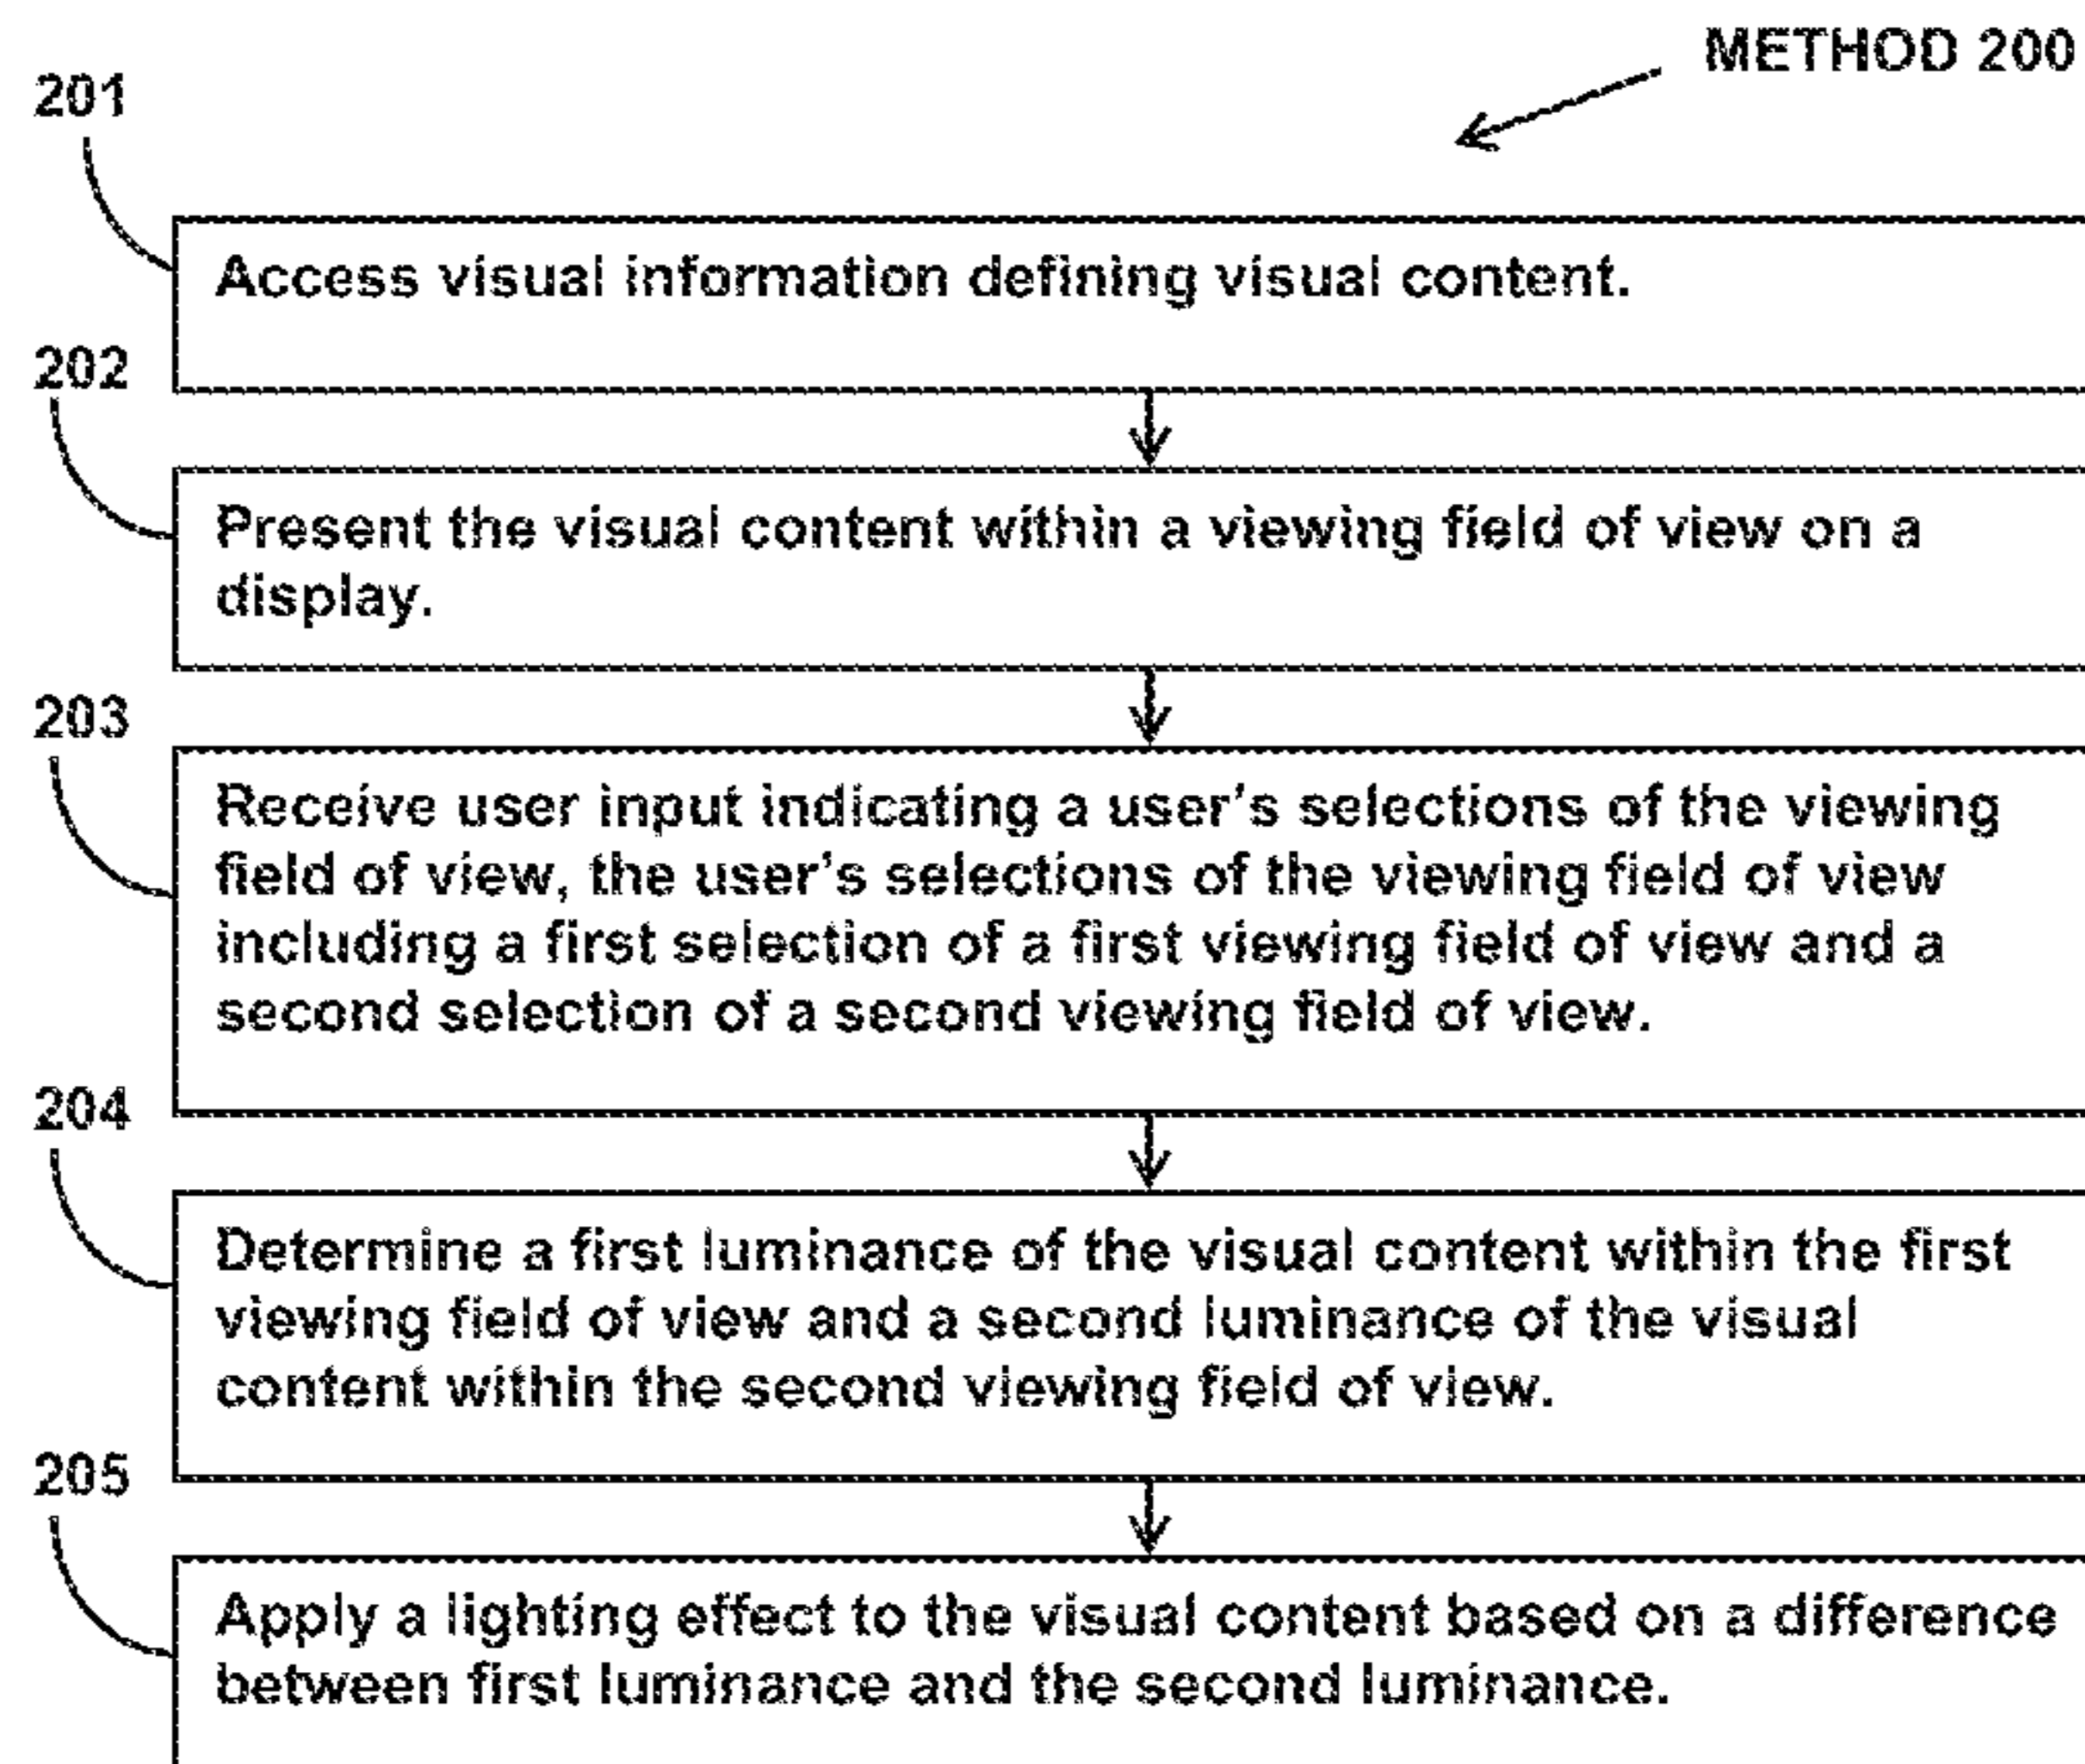 METHOD 200
201
Access visual information defining visual content.
202
Present the visual content within a viewing field of view on a
display.
203
Receive user input indicating a user's selections of the viewing
field of view, the user's selections of the viewing field of view
including a first selection of a first viewing field of view and a
second selection of a second viewing field of view.
204
Determine a first luminance of the visual content within the first
viewing field of view and a second luminance of the visual
content within the second viewing field of view.
205
Apply a lighting effect to the visual content based on a difference
between first luminance and the second luminance.